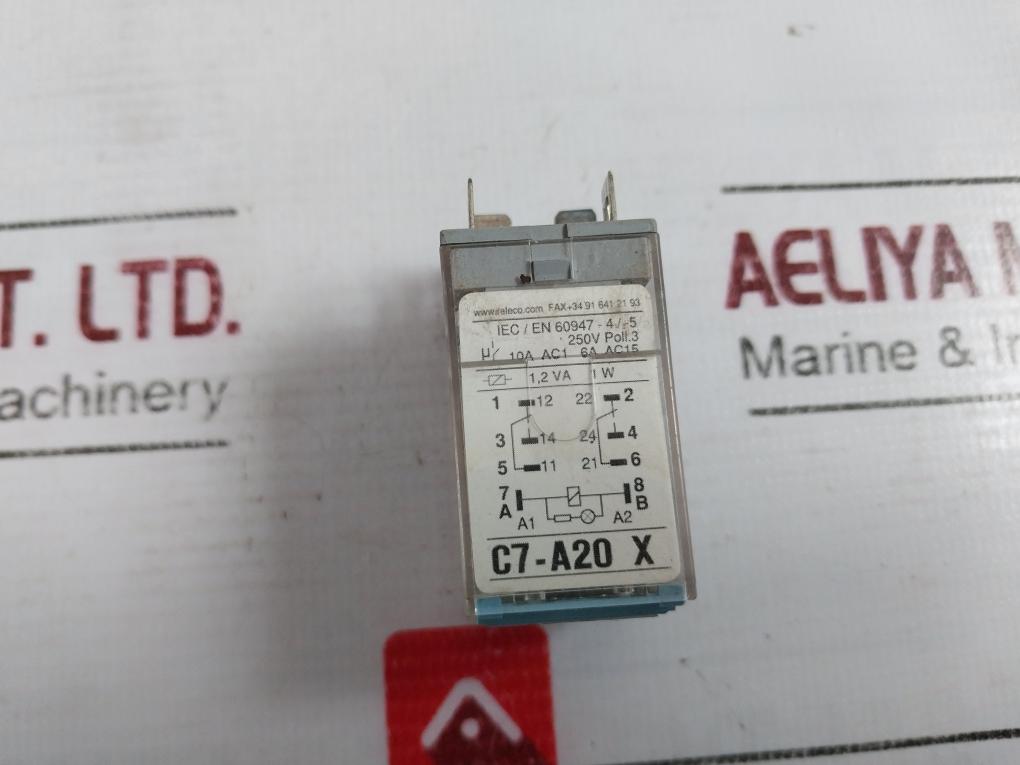 T. LTD.
achinery
AELIYA M
Marine & In
www.releco.com FAX+34 91 641 21 93
IEC / EN 60947 - 4 / -5
250V Poll.3
µ 10A AC1 6A AC15
1,2 VA 1 W
1 12 22 2
3 14 24 4
5 11 21 6
7 8
A A1 A2 B
C7-A20 X